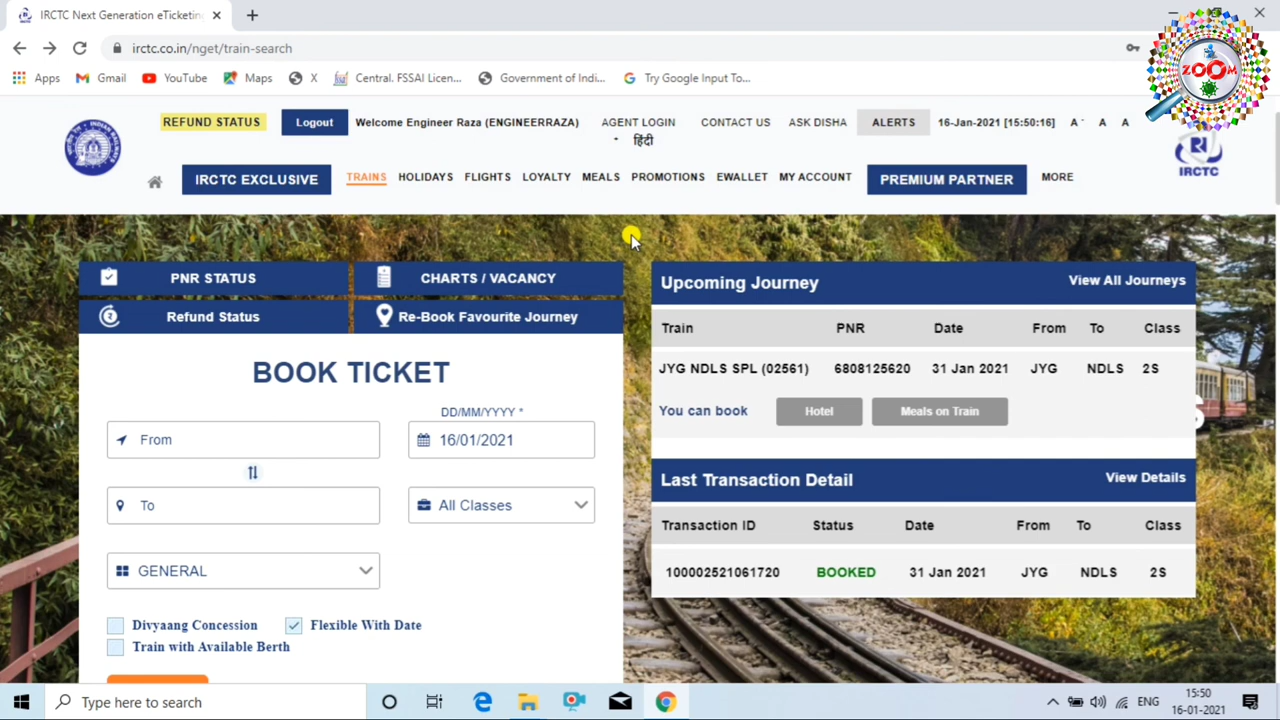 IRCTC Next Generation eTicketing
irctc.co.in/nget/train-search
Apps Gmail YouTube Maps X Central. FSSAI Licen... Government of Indi... Try Google Input To...
ZOOM
REFUND STATUS Logout Welcome Engineer Raza (ENGINEERRAZA) AGENT LOGIN CONTACT US ASK DISHA ALERTS 16-Jan-2021 [15:50:16] A- A A
हिंदी
IRCTC
IRCTC EXCLUSIVE TRAINS HOLIDAYS FLIGHTS LOYALTY MEALS PROMOTIONS EWALLET MY ACCOUNT PREMIUM PARTNER MORE
PNR STATUS CHARTS / VACANCY
Refund Status Re-Book Favourite Journey
BOOK TICKET
DD/MM/YYYY *
From 16/01/2021
To All Classes
GENERAL
Divyaang Concession Flexible With Date
Train with Available Berth
Upcoming Journey View All Journeys
Train PNR Date From To Class
JYG NDLS SPL (02561) 6808125620 31 Jan 2021 JYG NDLS 2S
You can book Hotel Meals on Train
Last Transaction Detail View Details
Transaction ID Status Date From To Class
100002521061720 BOOKED 31 Jan 2021 JYG NDLS 2S
Type here to search
ENG 15:50
16-01-2021